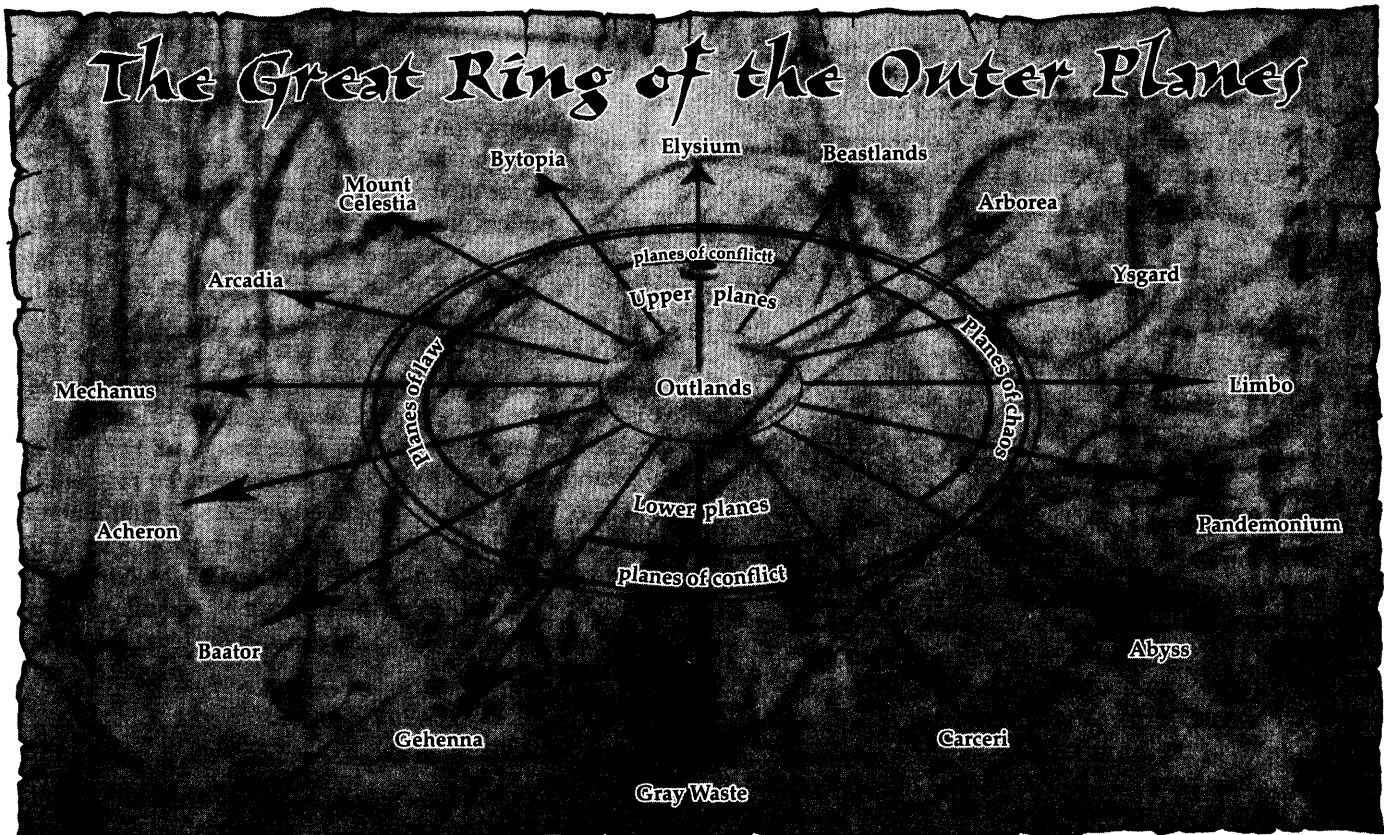 The Great Ring of the Outer Planes
Elysium
Bytopia
Beastlands
Mount
Celestia
Arborea
planes of conflictt
Arcadia
Ysgard
Upper planes
Planes of law
Planes of chaos
Mechanus
Outlands
Limbo
Lower planes
Acheron
Pandemonium
planes of conflict
Baator
Abyss
Gehenna
Carceri
Gray Waste